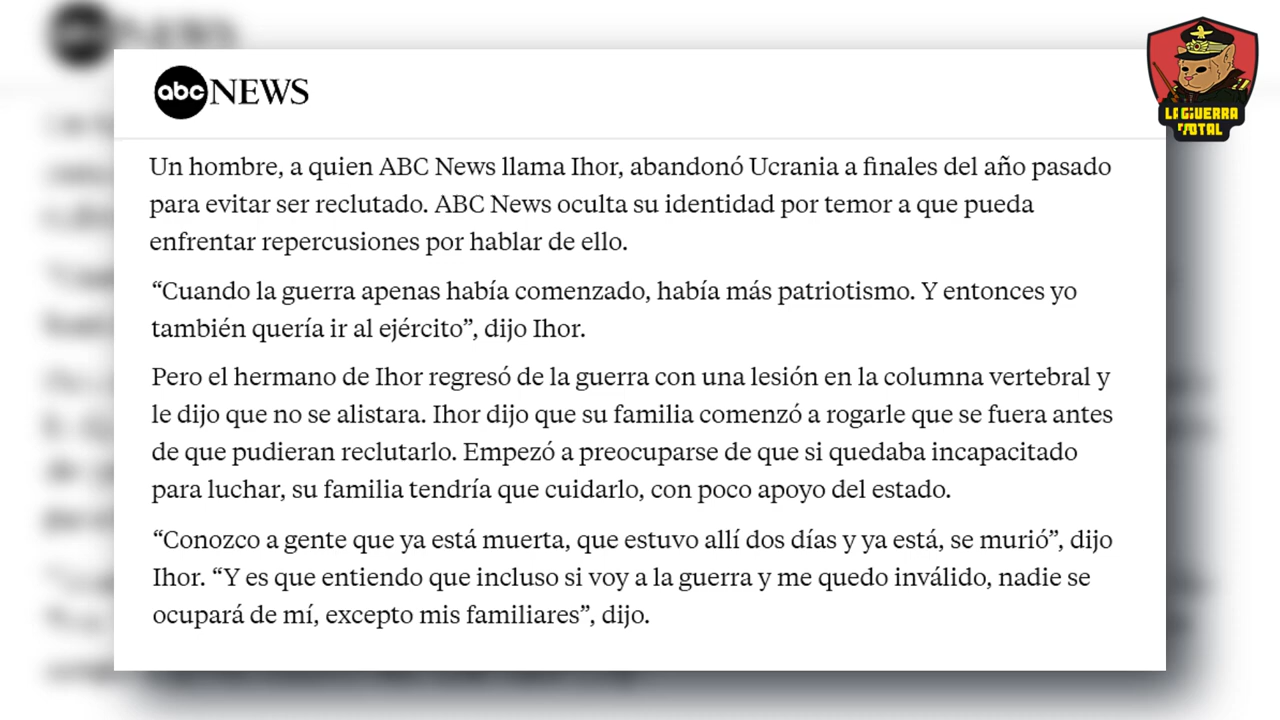 abc NEWS
LA GUERRA
TOTAL
Un hombre, a quien ABC News llama Ihor, abandonó Ucrania a finales del año pasado
para evitar ser reclutado. ABC News oculta su identidad por temor a que pueda
enfrentar repercusiones por hablar de ello.
“Cuando la guerra apenas había comenzado, había más patriotismo. Y entonces yo
también quería ir al ejército”, dijo Ihor.
Pero el hermano de Ihor regresó de la guerra con una lesión en la columna vertebral y
le dijo que no se alistara. Ihor dijo que su familia comenzó a rogarle que se fuera antes
de que pudieran reclutarlo. Empezó a preocuparse de que si quedaba incapacitado
para luchar, su familia tendría que cuidarlo, con poco apoyo del estado.
“Conozco a gente que ya está muerta, que estuvo allí dos días y ya está, se murió”, dijo
Ihor. “Y es que entiendo que incluso si voy a la guerra y me quedo inválido, nadie se
ocupará de mí, excepto mis familiares”, dijo.